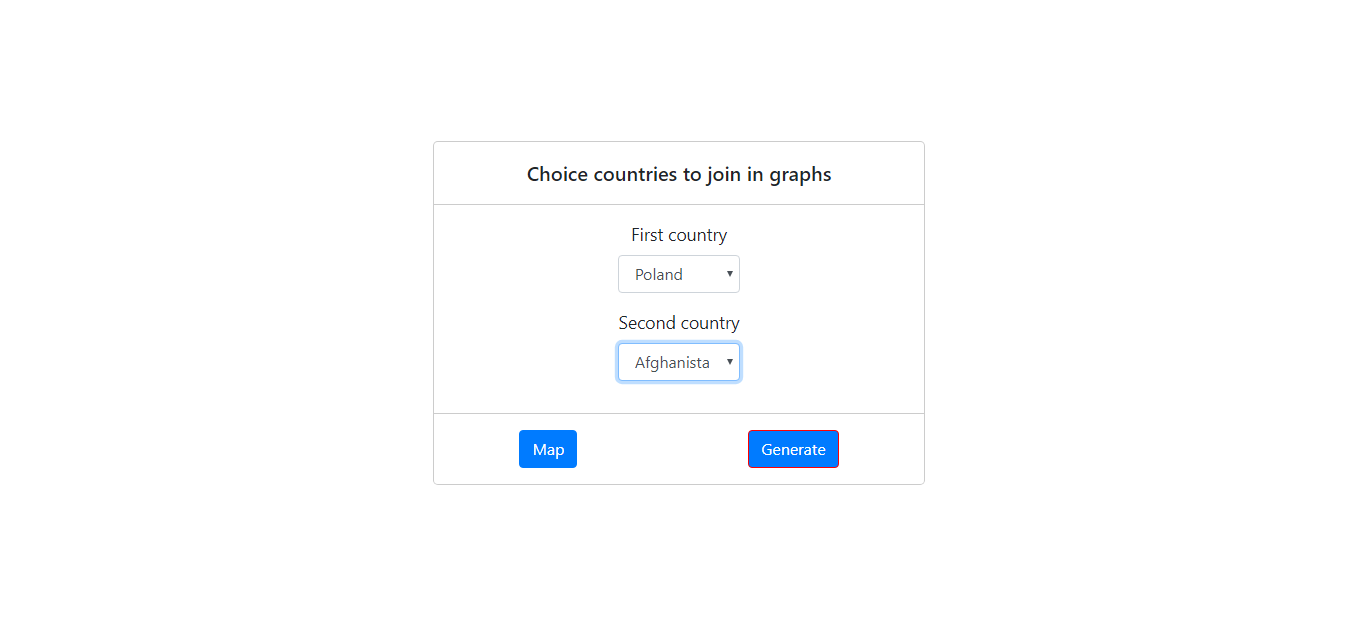 Choice countries to join in graphs
First country
Poland
Second country
Afghanista
Map Generate